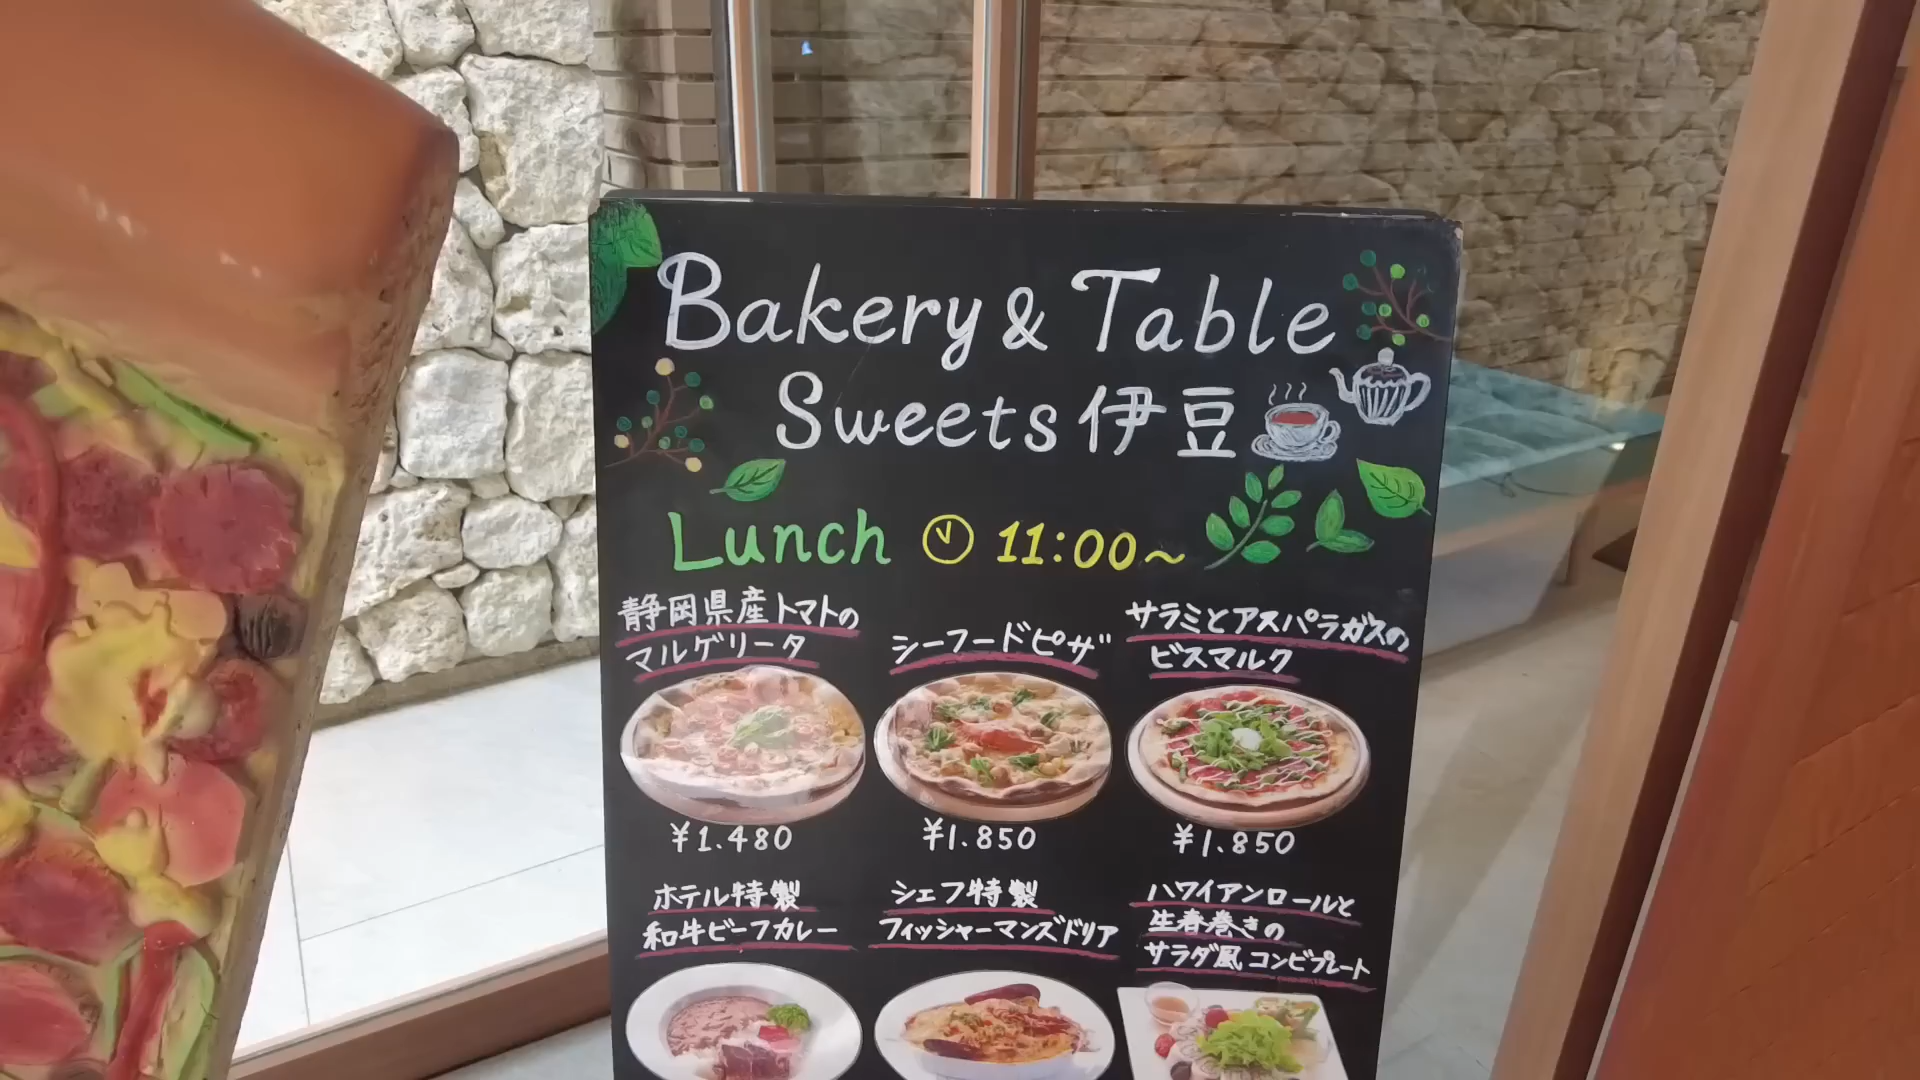 Bakery & Table
Sweets 伊豆
Lunch 11:00〜
静岡県産トマトの
マルゲリータ
シーフードピザ
サラミとアスパラガスの
ビスマルク
¥1.480
¥1.850
¥1.850
ホテル特製
和牛ビーフカレー
シェフ特製
フィッシャーマンズドリア
ハワイアンロールと
生春巻きの
サラダ風コンビプレート